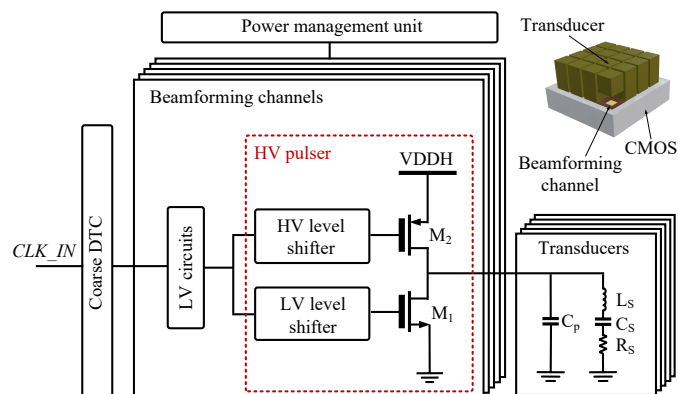 Power management unit
Transducer
Beamforming channels
HV pulser
VDDH
CMOS
Beamforming
channel
Coarse DTC
CLK_IN
LV circuits
HV level
shifter
M2
Transducers
LV level
shifter
M1
Cp
LS
CS
RS